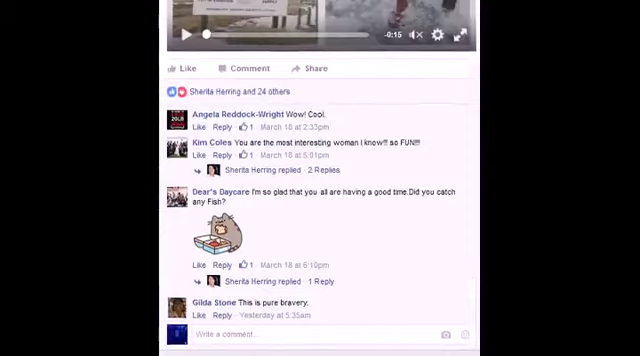 -0:15
Like Comment Share
Sherita Herring and 24 others
Angela Reddock-Wright Wow! Cool.
Like Reply 1 March 18 at 2:33pm
Kim Coles You are the most interesting woman I know!!! so FUN!!!
Like Reply 1 March 18 at 5:01pm
Sherita Herring replied · 2 Replies
Dear's Daycare I'm so glad that you all are having a good time.Did you catch
any Fish?
Like Reply 1 March 18 at 6:10pm
Sherita Herring replied · 1 Reply
Gilda Stone This is pure bravery.
Like · Reply · Yesterday at 5:35am
Write a comment...